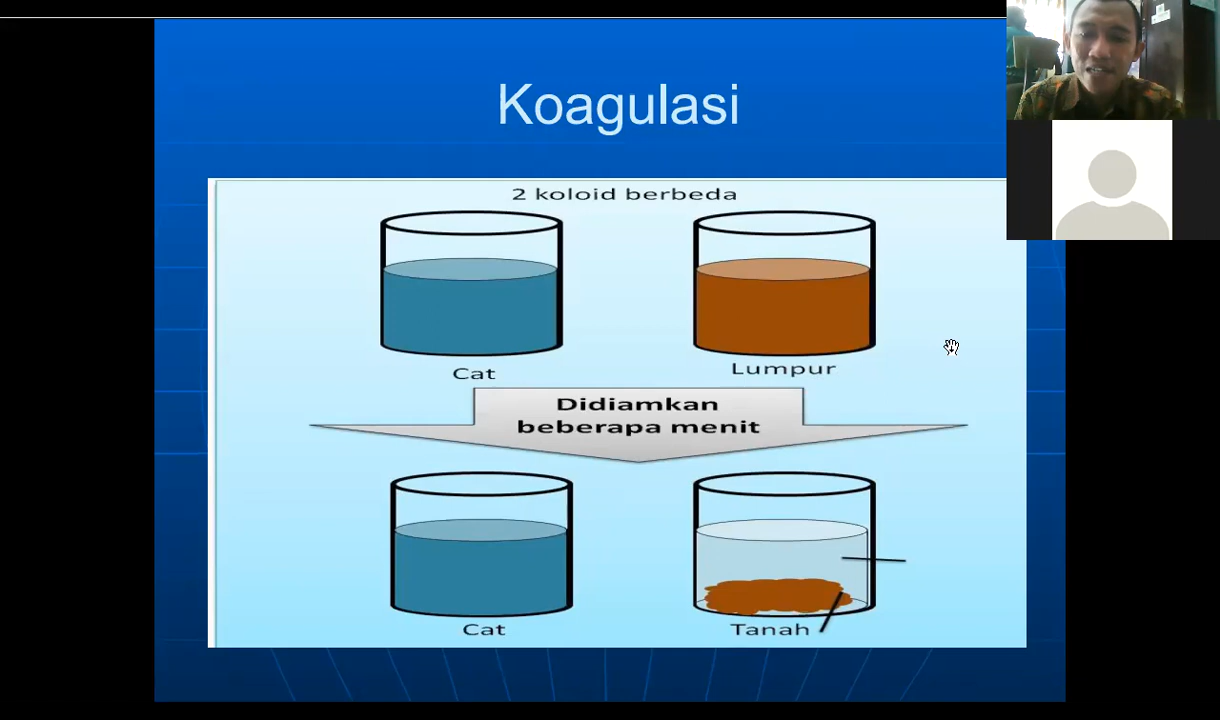 Koagulasi
2 koloid berbeda
Cat
Lumpur
Didiamkan
beberapa menit
Cat
Tanah